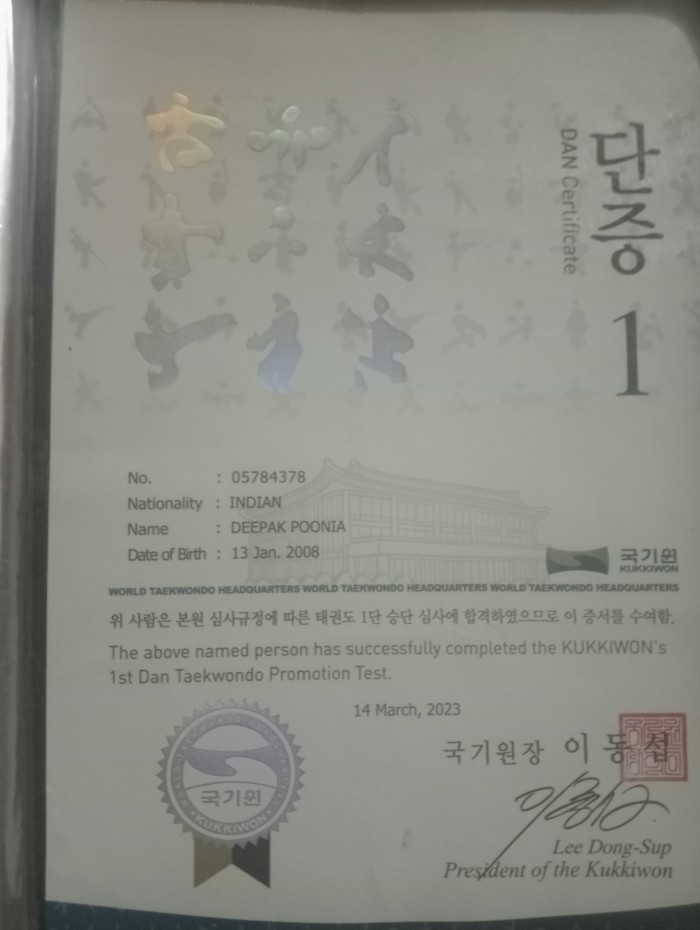 단증
DAN Certificate
1
No. : 05784378
Nationality : INDIAN
Name : DEEPAK POONIA
Date of Birth : 13 Jan. 2008
국기원
KUKKIWON
WORLD TAEKWONDO HEADQUARTERS WORLD TAEKWONDO HEADQUARTERS WORLD TAEKWONDO HEADQUARTERS
위 사람은 본원 심사규정에 따른 태권도 1단 승단 심사에 합격하였으므로 이 증서를 수여함.
The above named person has successfully completed the KUKKIWON's
1st Dan Taekwondo Promotion Test.
14 March, 2023
국기원장 이동섭
국기원
KUKKIWON
Lee Dong-Sup
President of the Kukkiwon